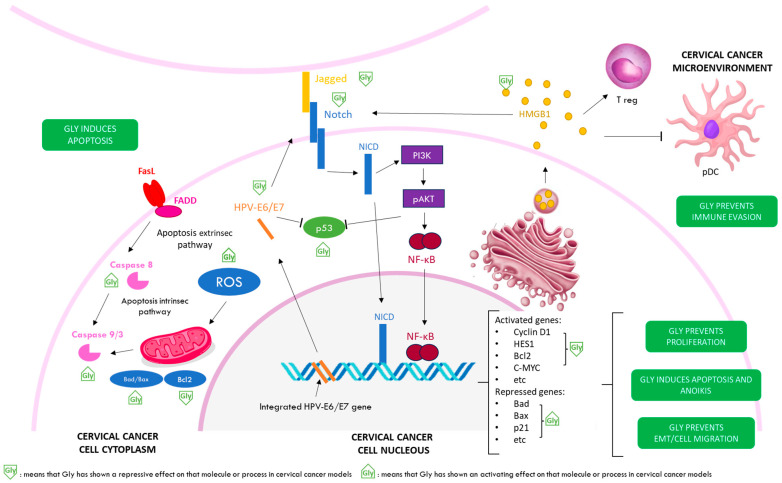 CERVICAL CANCER
MICROENVIRONMENT
Jagged
Gly
Gly
Notch
Gly
HMGB1
T reg
pDC
GLY INDUCES
APOPTOSIS
NICD
PI3K
pAKT
FasL
FADD
Gly
HPV-E6/E7
p53
Gly
GLY PREVENTS
IMMUNE EVASION
Apoptosis extrinsec
pathway
NF-κB
Caspase 8
Gly
Gly
ROS
Apoptosis intrinsec
pathway
Caspase 9/3
Gly
Bad/Bax
Gly
Bcl2
Gly
NICD
NF-κB
Integrated HPV-E6/E7 gene
Activated genes:
• Cyclin D1
• HES1
• Bcl2
• C-MYC
• etc
Gly
Repressed genes:
• Bad
• Bax
• p21
• etc
Gly
GLY PREVENTS
PROLIFERATION
GLY INDUCES APOPTOSIS AND
ANOIKIS
GLY PREVENTS
EMT/CELL MIGRATION
CERVICAL CANCER
CELL CYTOPLASM
CERVICAL CANCER
CELL NUCLEOUS
Gly : means that Gly has shown a repressive effect on that molecule or process in cervical cancer models
Gly : means that Gly has shown an activating effect on that molecule or process in cervical cancer models